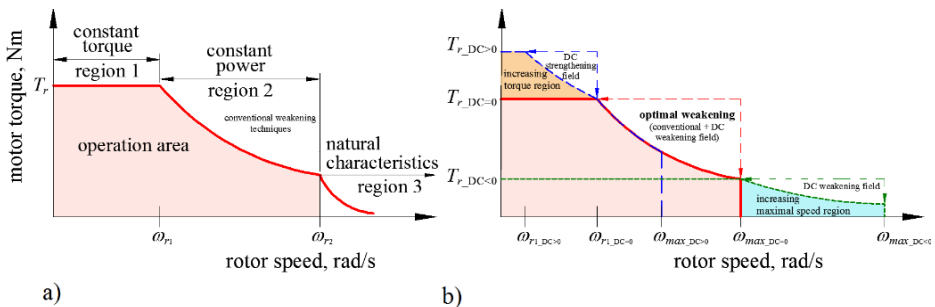 motor torque, Nm
constant
torque
region 1
constant
power
region 2
conventional weakening
techniques
T_r
operation area
natural
characteristics
region 3
ω_r1
ω_r2
rotor speed, rad/s
a)
motor torque, Nm
T_r_DC>0
DC
strengthening
field
increasing
torque region
T_r_DC=0
optimal weakening
(conventional + DC
weakening field)
T_r_DC<0
DC weakening field
increasing
maximal speed region
ω_r1_DC>0
ω_r1_DC=0
ω_max_DC>0
ω_max_DC=0
ω_max_DC<0
rotor speed, rad/s
b)